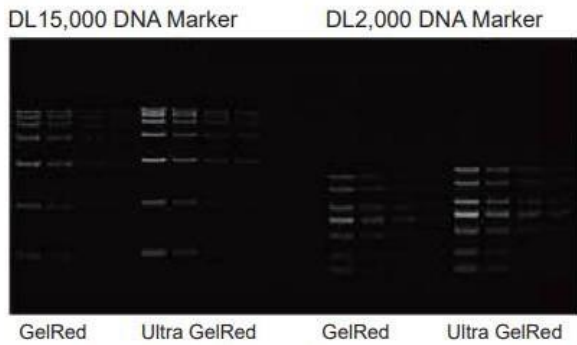 DL15,000 DNA Marker DL2,000 DNA Marker
GelRed Ultra GelRed GelRed Ultra GelRed